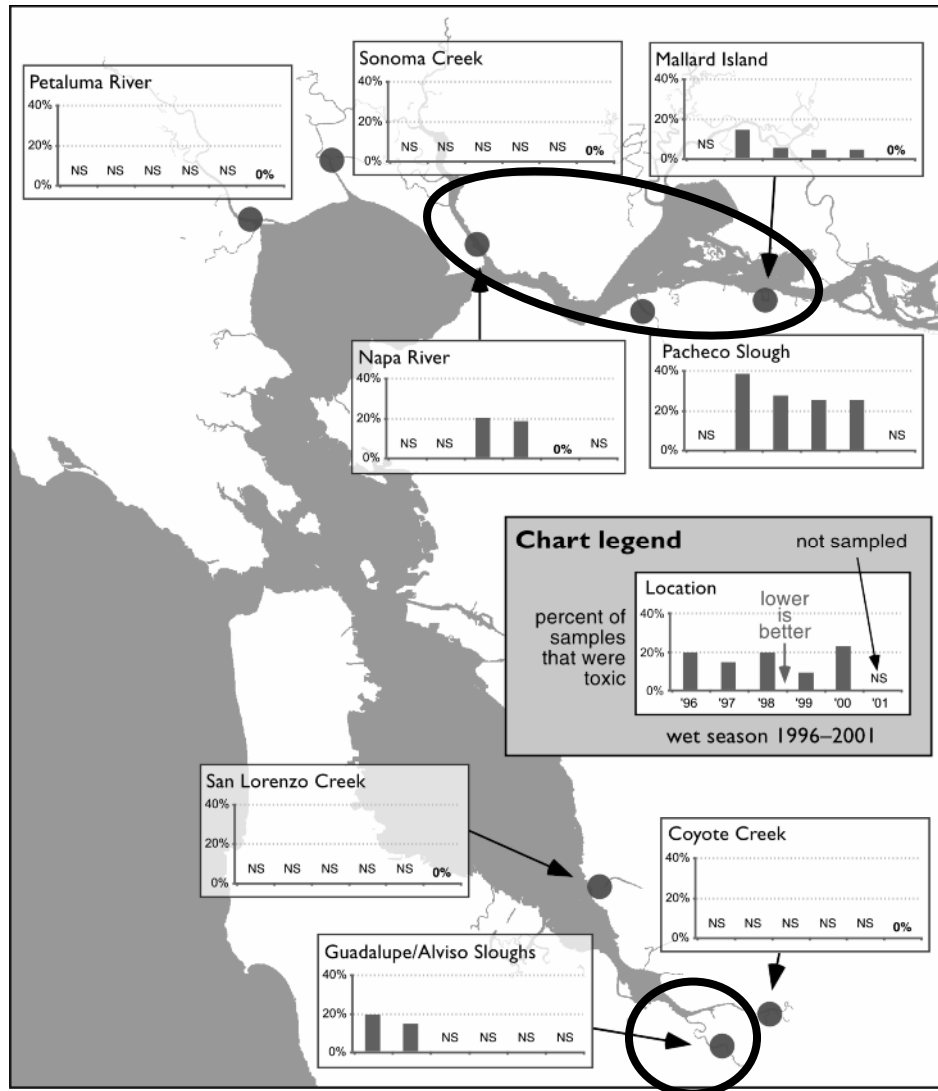 Sonoma Creek
40%
20%
NS NS NS NS NS 0%
0%
Mallard Island
40%
20%
NS 0%
0%
Petaluma River
40%
20%
NS NS NS NS NS 0%
0%
Napa River
40%
20%
NS NS 0% NS
0%
Pacheco Slough
40%
20%
NS NS
0%
Chart legend
not sampled
percent of
samples
that were
toxic
Location
40%
20%
0%
lower
is
better
NS
'96 '97 '98 '99 '00 '01
wet season 1996–2001
San Lorenzo Creek
40%
20%
NS NS NS NS NS 0%
0%
Coyote Creek
40%
20%
NS NS NS NS NS 0%
0%
Guadalupe/Alviso Sloughs
40%
20%
NS NS NS NS
0%